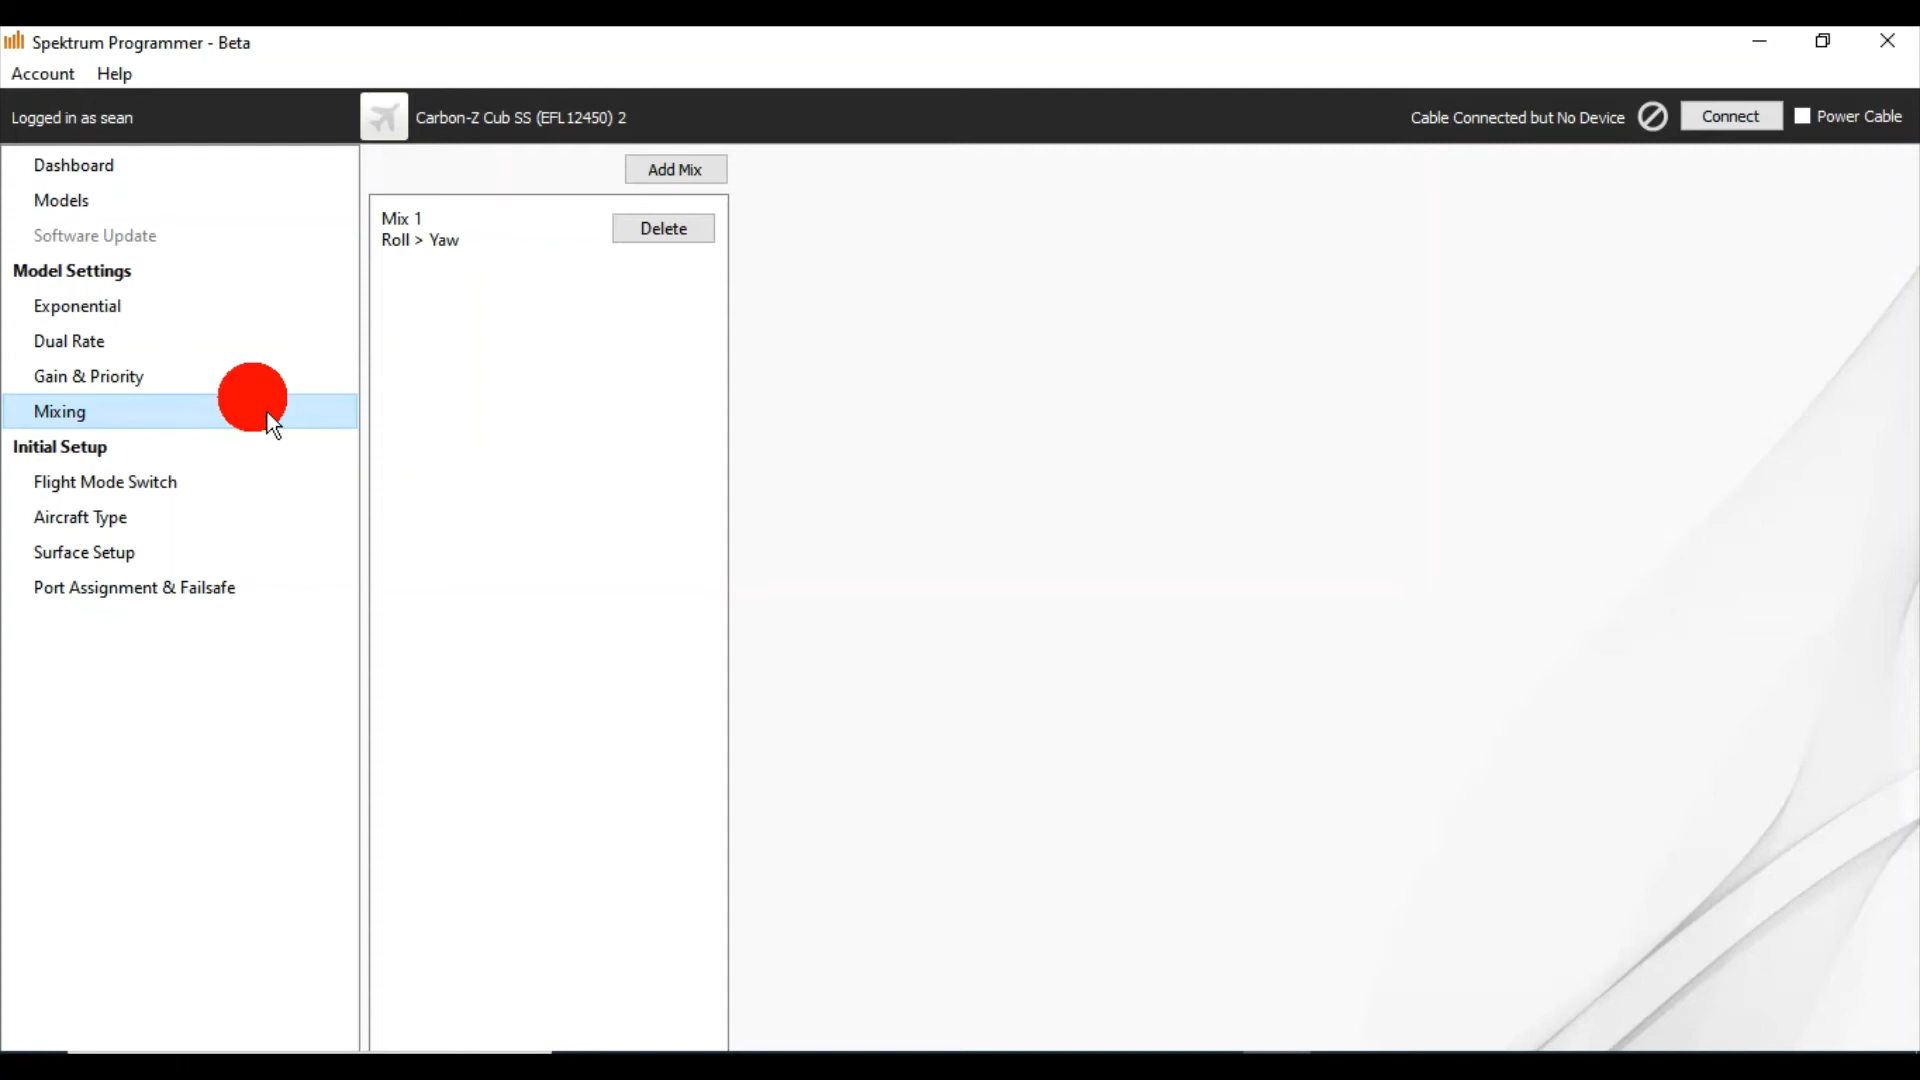 Spektrum Programmer - Beta
Account Help
Logged in as sean
Carbon-Z Cub SS (EFL12450) 2
Cable Connected but No Device
Connect
Power Cable
Dashboard
Models
Software Update
Model Settings
Exponential
Dual Rate
Gain & Priority
Mixing
Initial Setup
Flight Mode Switch
Aircraft Type
Surface Setup
Port Assignment & Failsafe
Add Mix
Mix 1
Roll > Yaw
Delete